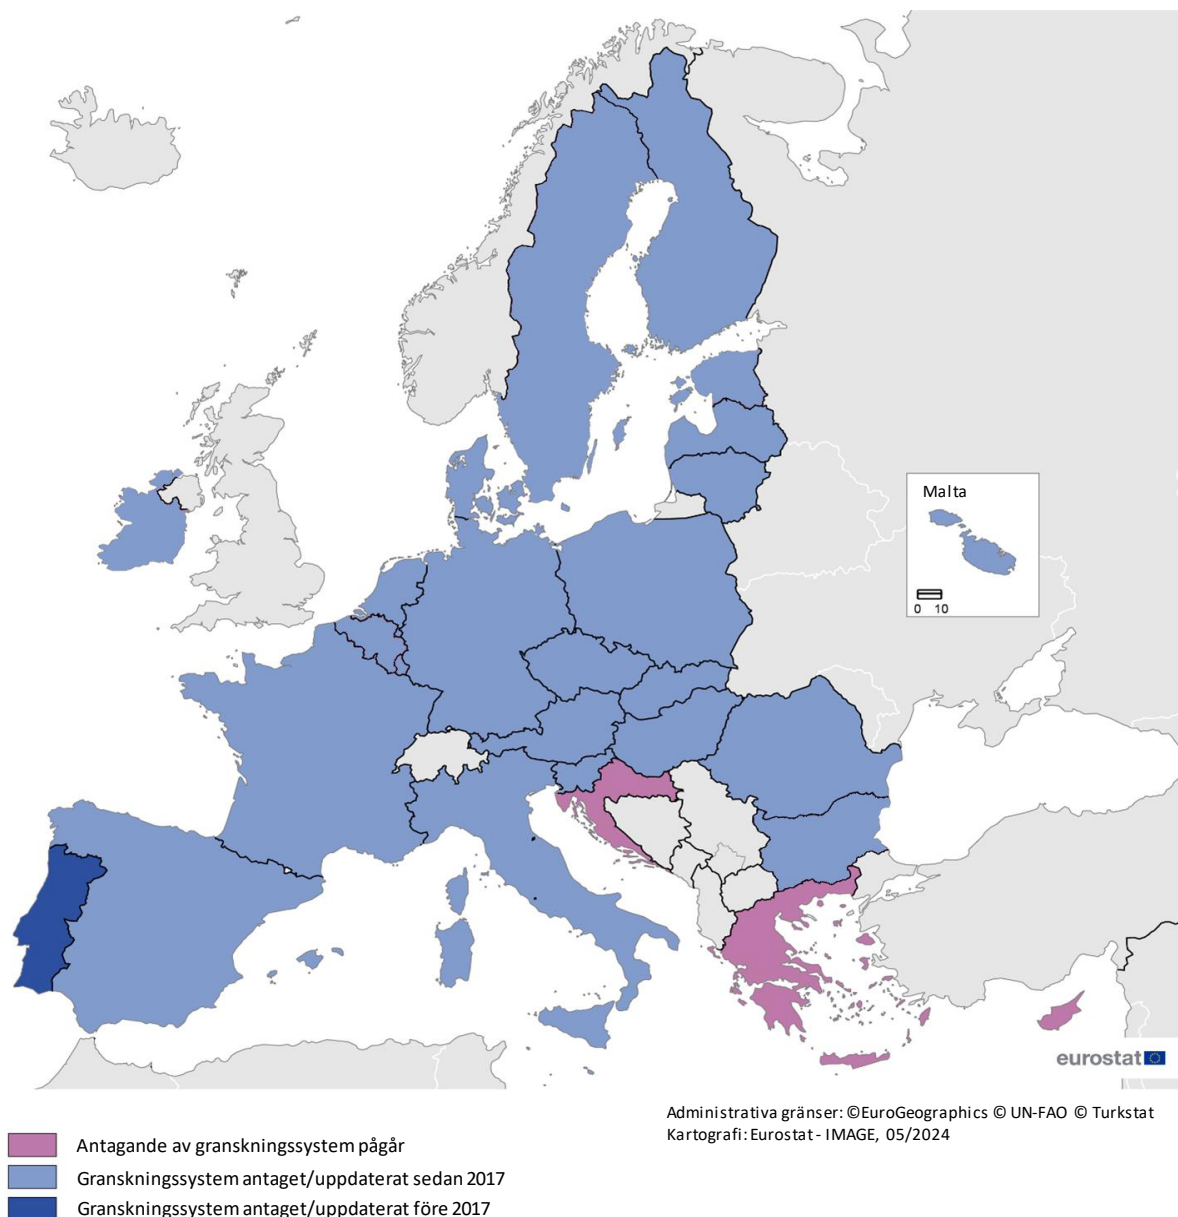 Malta
0 10
eurostat
Administrativa gränser: ©EuroGeographics © UN-FAO © Turkstat
Kartografi: Eurostat - IMAGE, 05/2024
Antagande av granskningssystem pågår
Granskningssystem antaget/uppdaterat sedan 2017
Granskningssystem antaget/uppdaterat före 2017